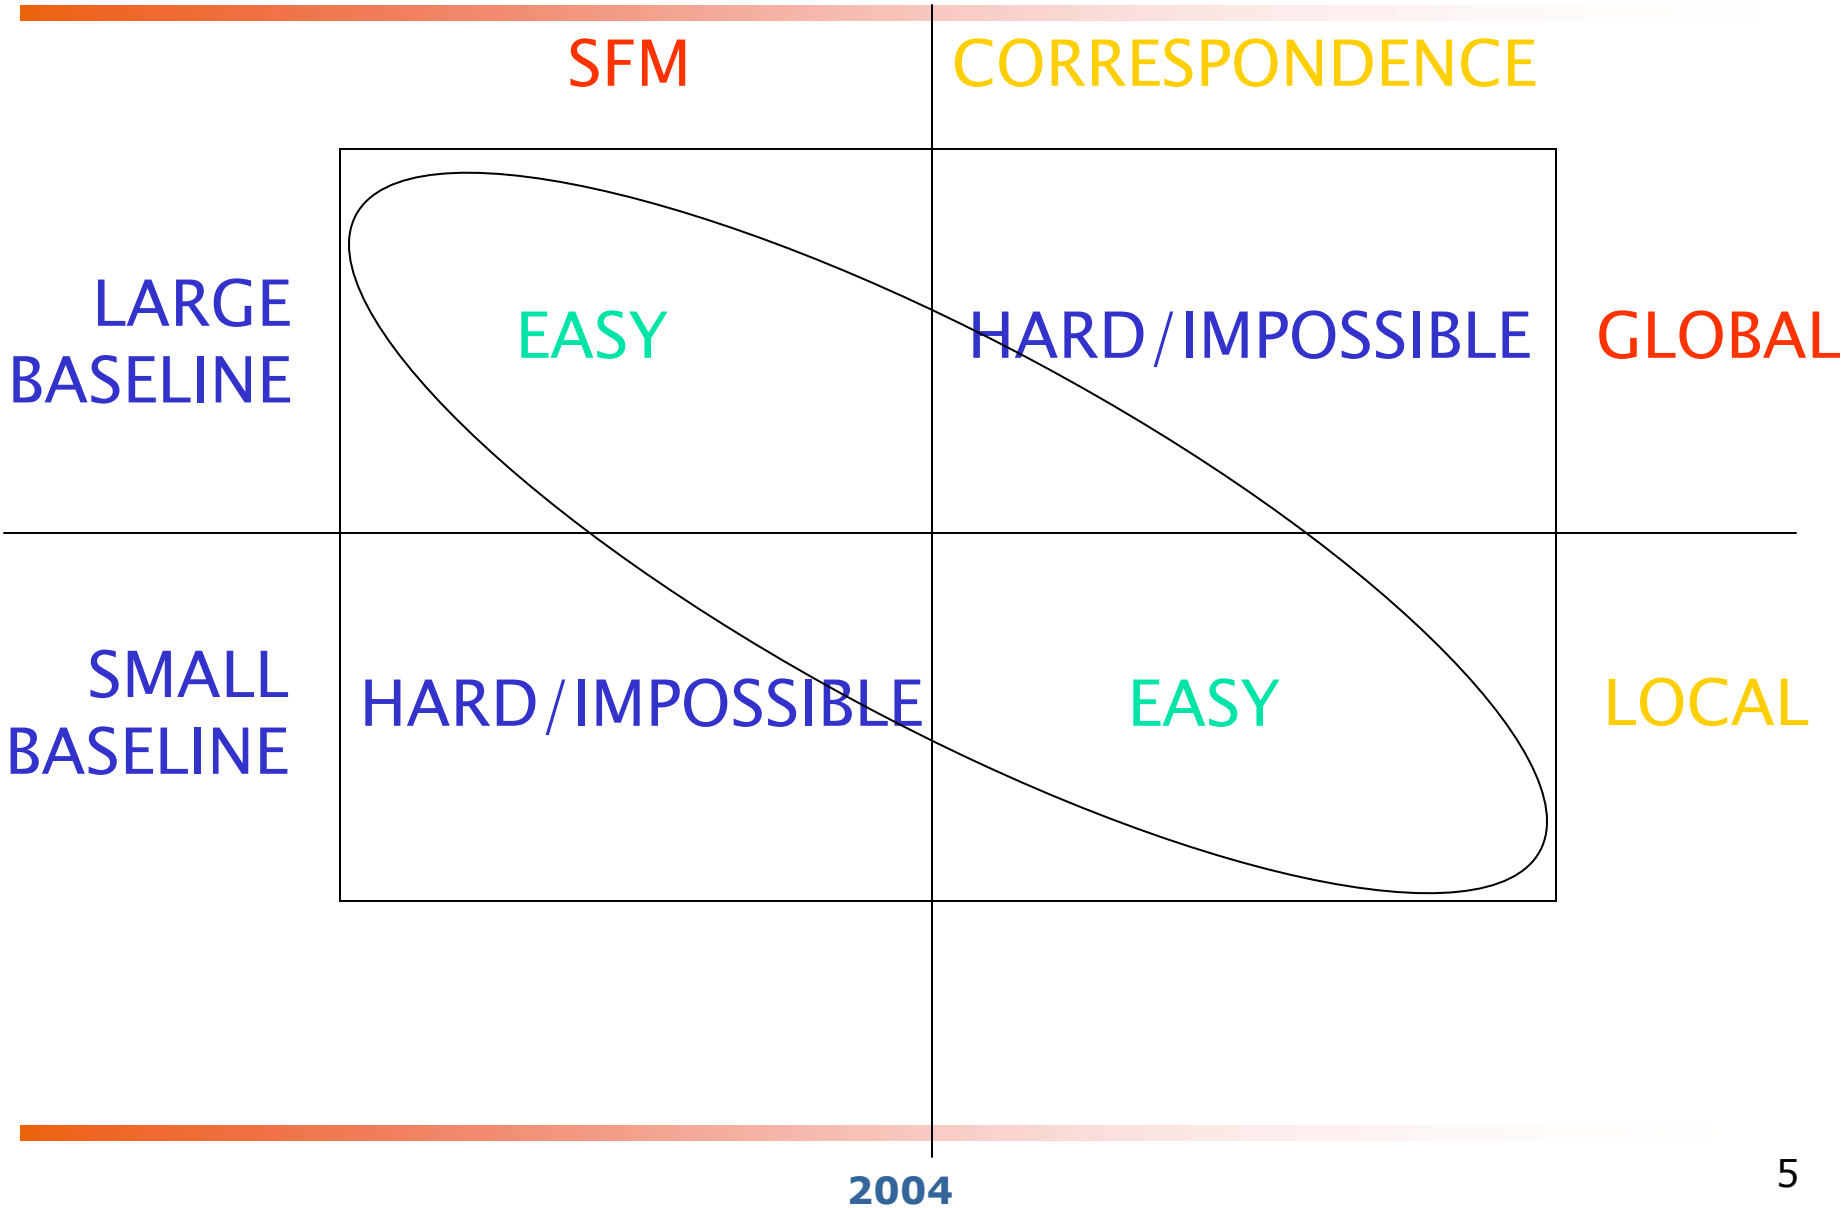 SFM CORRESPONDENCE
LARGE
BASELINE
EASY HARD/IMPOSSIBLE GLOBAL
SMALL
BASELINE
HARD/IMPOSSIBLE EASY LOCAL
2004
5